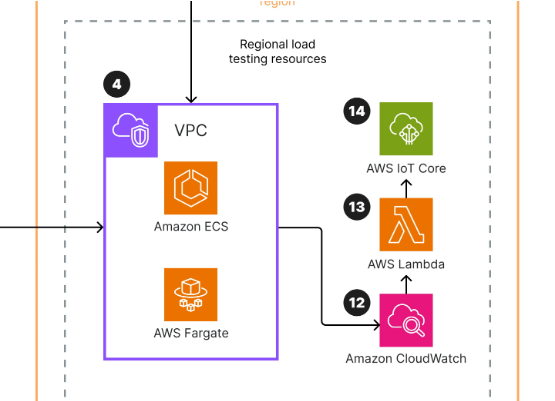 region
Regional load
testing resources
4
VPC
Amazon ECS
AWS Fargate
14
AWS IoT Core
13
AWS Lambda
12
Amazon CloudWatch